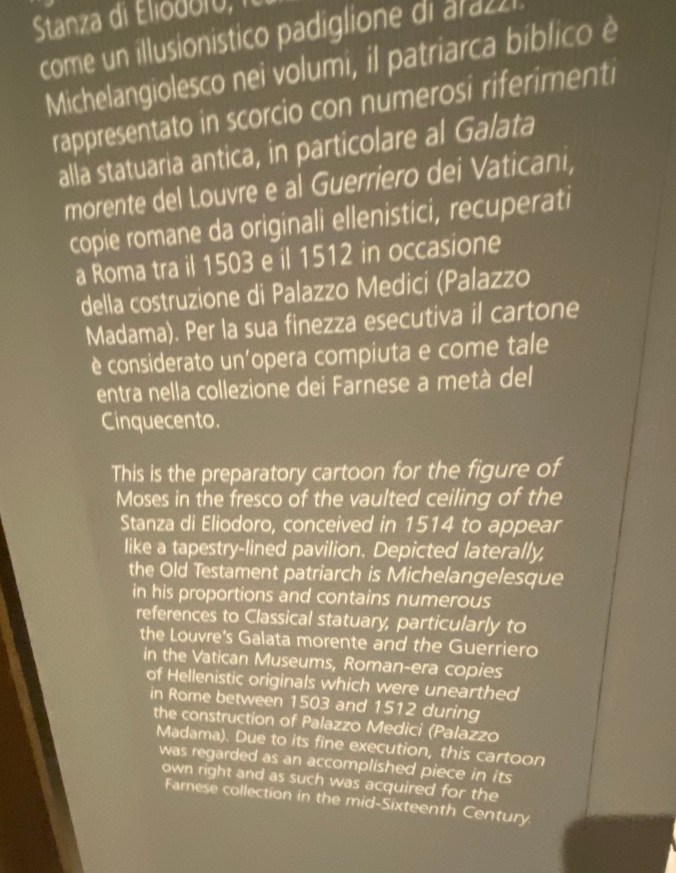 Stanza di Eliodoro,
come un illusionistico padiglione di arazzi.
Michelangiolesco nei volumi, il patriarca biblico è
rappresentato in scorcio con numerosi riferimenti
alla statuaria antica, in particolare al Galata
morente del Louvre e al Guerriero dei Vaticani,
copie romane da originali ellenistici, recuperati
a Roma tra il 1503 e il 1512 in occasione
della costruzione di Palazzo Medici (Palazzo
Madama). Per la sua finezza esecutiva il cartone
è considerato un'opera compiuta e come tale
entra nella collezione dei Farnese a metà del
Cinquecento.
This is the preparatory cartoon for the figure of
Moses in the fresco of the vaulted ceiling of the
Stanza di Eliodoro, conceived in 1514 to appear
like a tapestry-lined pavilion. Depicted laterally,
the Old Testament patriarch is Michelangelesque
in his proportions and contains numerous
references to Classical statuary, particularly to
the Louvre's Galata morente and the Guerriero
in the Vatican Museums, Roman-era copies
of Hellenistic originals which were unearthed
in Rome between 1503 and 1512 during
the construction of Palazzo Medici (Palazzo
Madama). Due to its fine execution, this cartoon
was regarded as an accomplished piece in its
own right and as such was acquired for the
Farnese collection in the mid-Sixteenth Century.